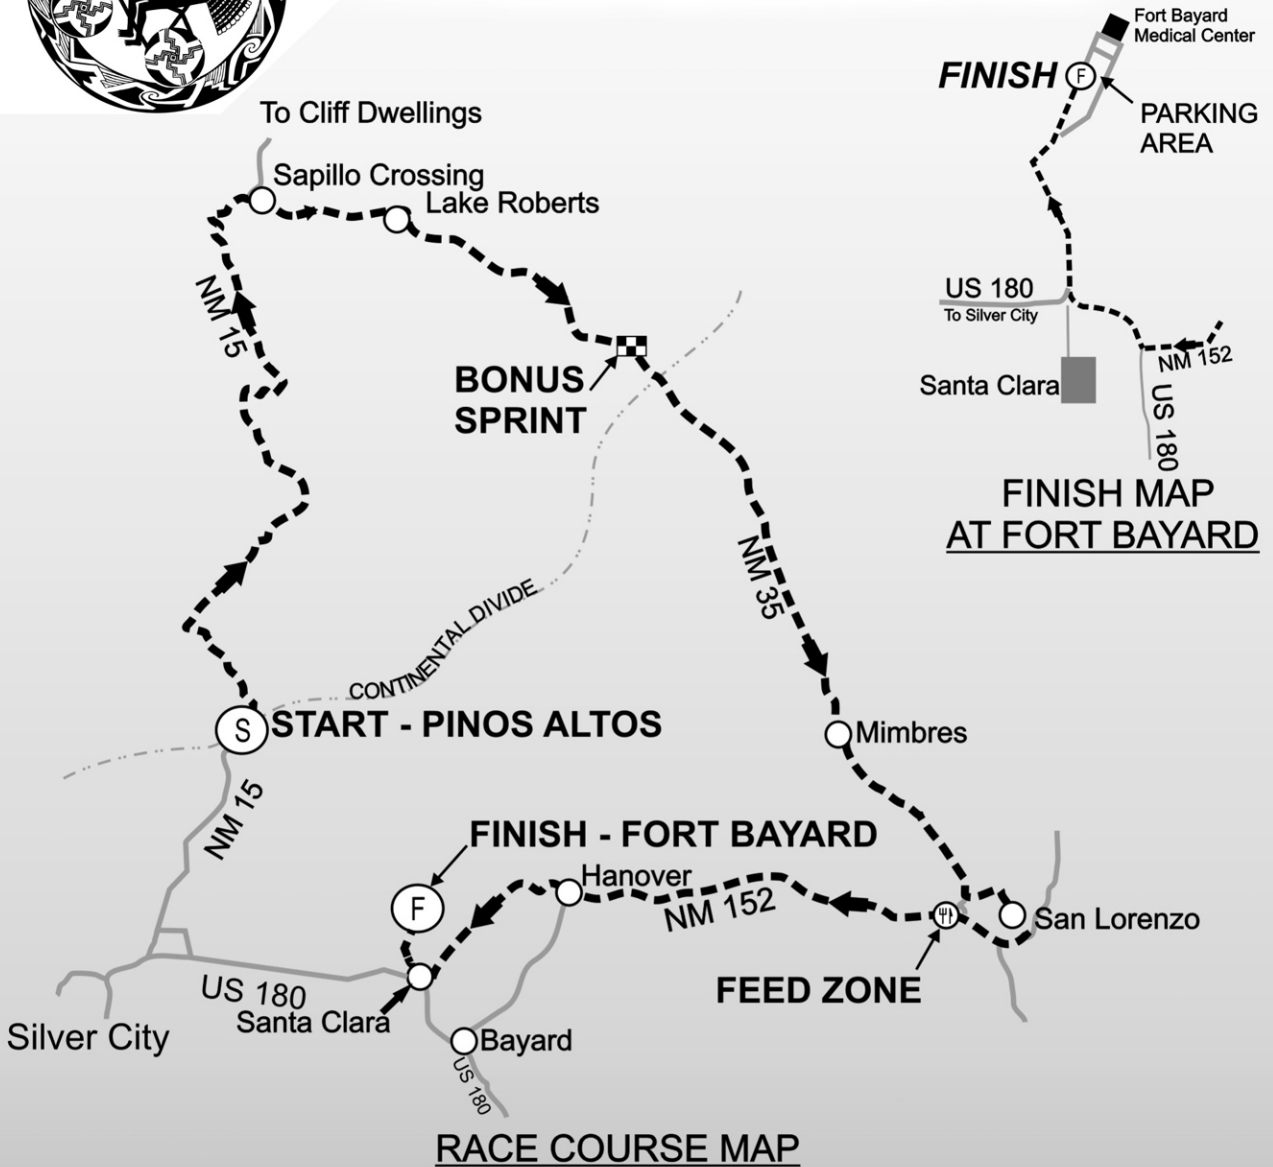 Fort Bayard
Medical Center
FINISH
F
PARKING
AREA
To Cliff Dwellings
Sapillo Crossing
Lake Roberts
NM 15
US 180
To Silver City
NM 152
Santa Clara
US 180
BONUS
SPRINT
FINISH MAP
AT FORT BAYARD
NM 35
CONTINENTAL DIVIDE
S
START - PINOS ALTOS
Mimbres
NM 15
FINISH - FORT BAYARD
Hanover
F
NM 152
San Lorenzo
FEED ZONE
US 180
Santa Clara
Silver City
Bayard
US 180
RACE COURSE MAP